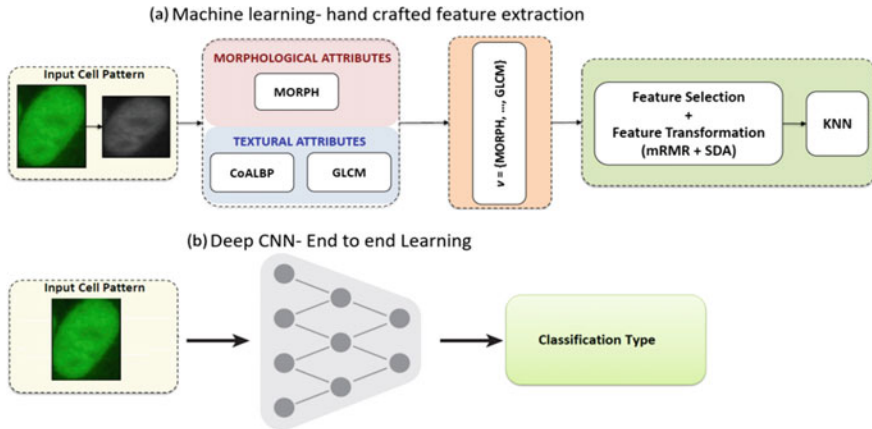 (a) Machine learning- hand crafted feature extraction
Input Cell Pattern
MORPHOLOGICAL ATTRIBUTES
MORPH
TEXTURAL ATTRIBUTES
CoALBP
GLCM
v = {MORPH, ..., GLCM}
Feature Selection
+
Feature Transformation
(mRMR + SDA)
KNN
(b) Deep CNN- End to end Learning
Input Cell Pattern
Classification Type